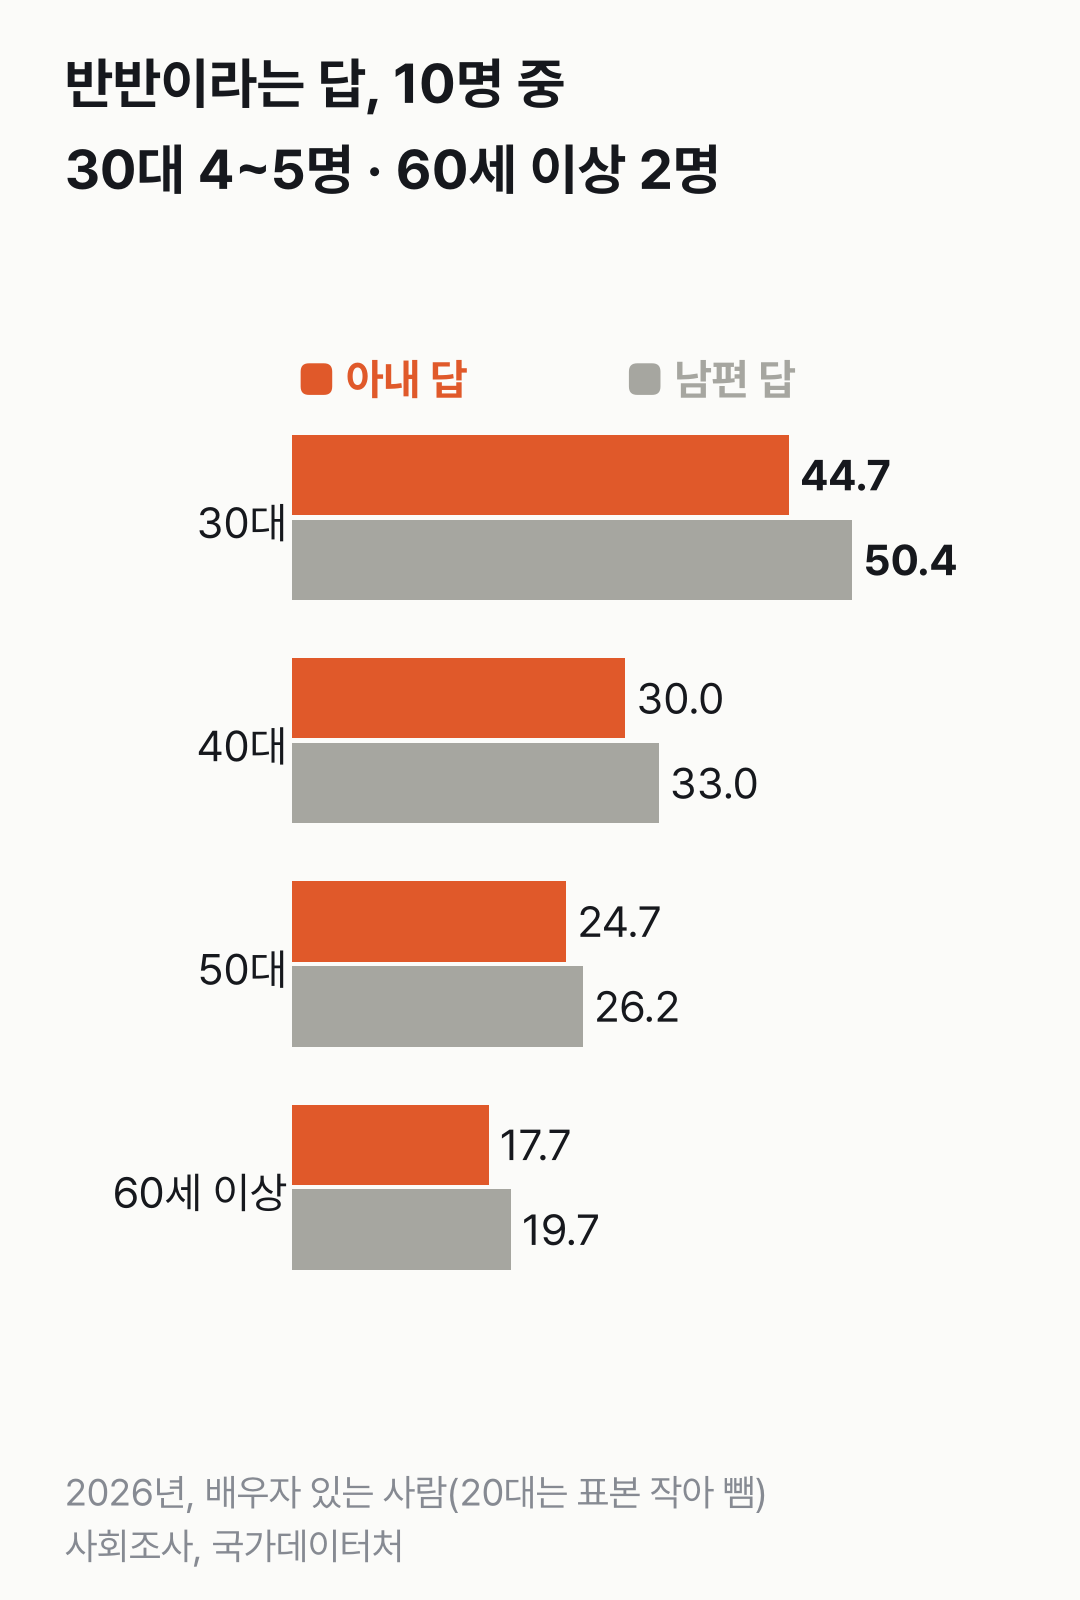 반반이라는 답, 10명 중
30대 4~5명 · 60세 이상 2명
아내 답 남편 답
44.7
30대
50.4
30.0
40대
33.0
24.7
50대
26.2
17.7
60세 이상
19.7
2026년, 배우자 있는 사람(20대는 표본 작아 뺌)
사회조사, 국가데이터처